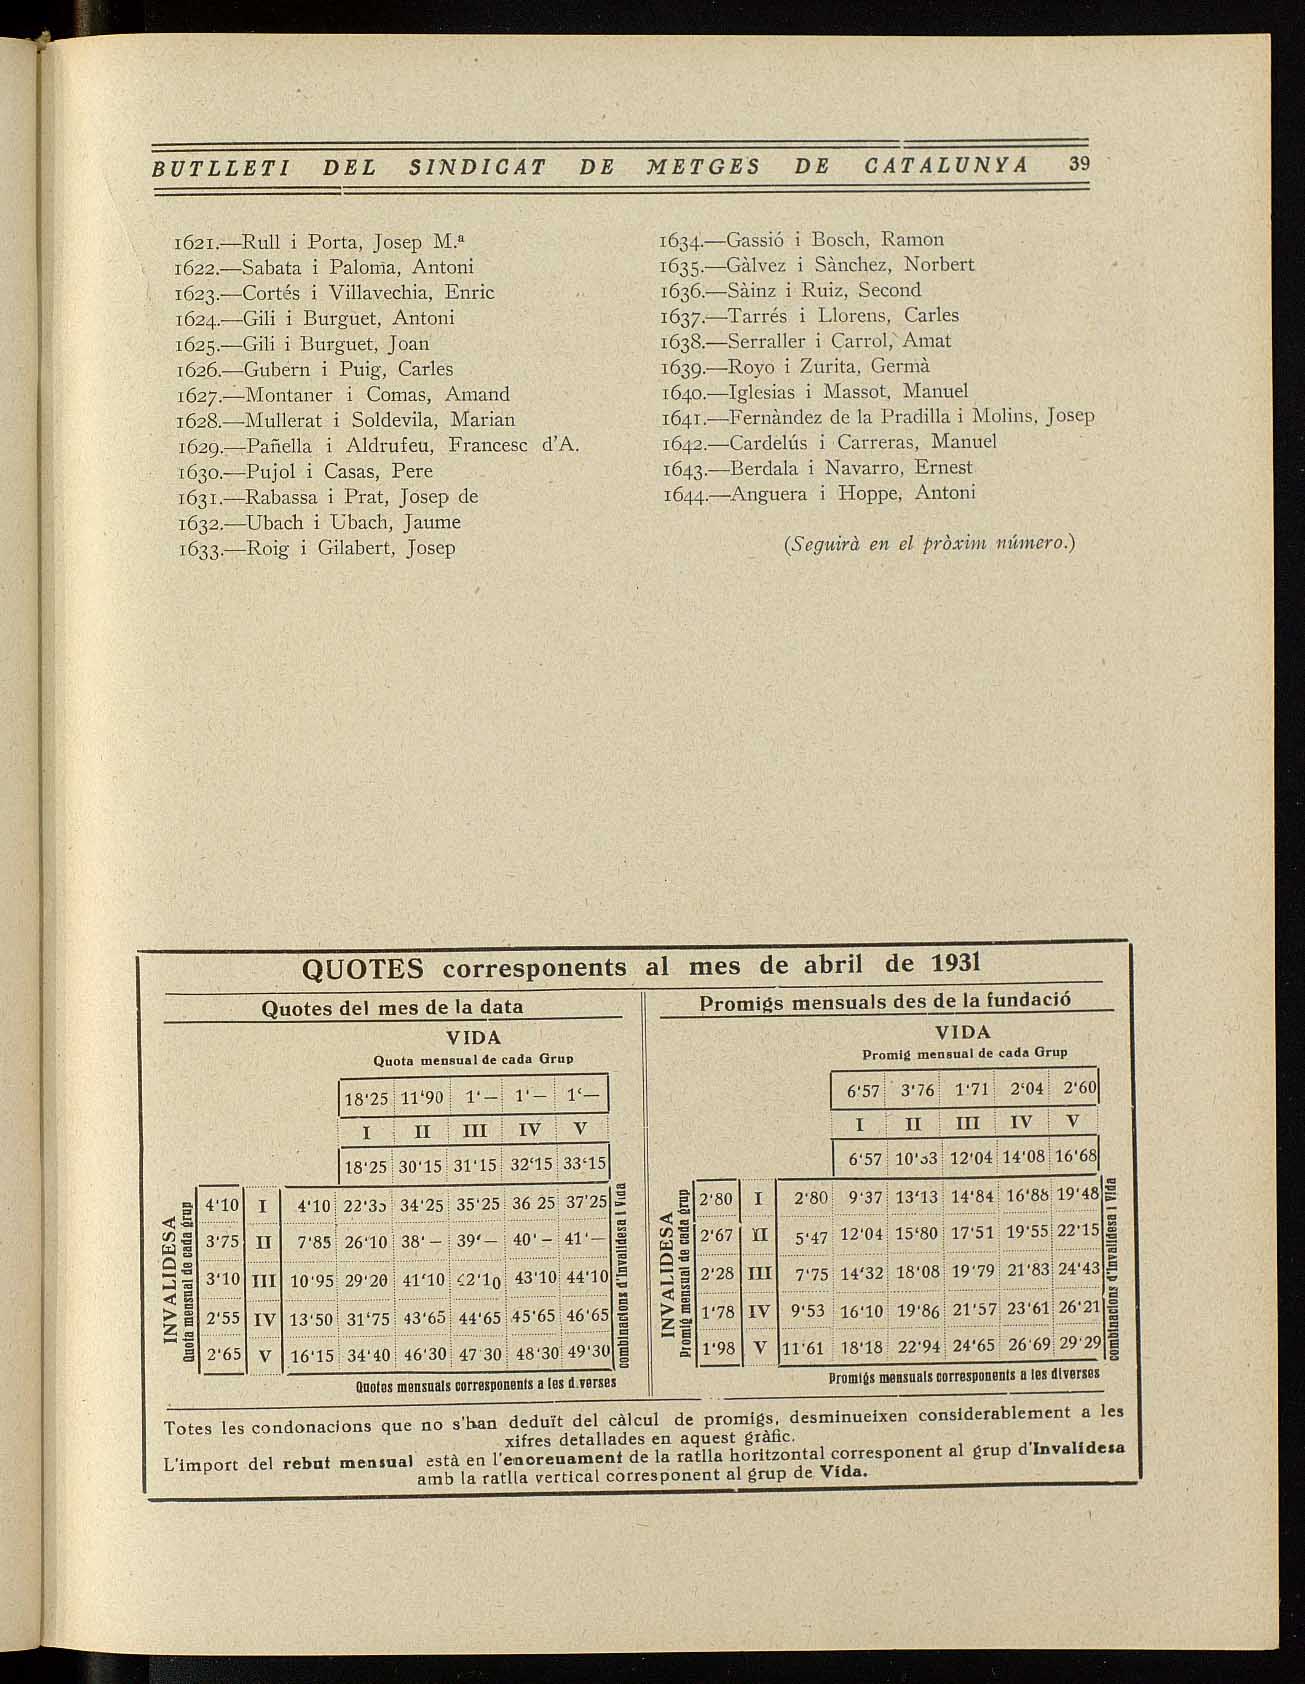 BUTLLETI DEL SINDICAT DE METGES DE CATALUNYA 39
1621.—Rull i Porta, Josep M.ª
1622.—Sabata i Paloma, Antoni
1623.—Cortés i Villavechia, Enric
1624.—Gili i Burguet, Antoni
1625.—Gili i Burguet, Joan
1626.—Gubern i Puig, Carles
1627.—Montaner i Comas, Amand
1628.—Mullerat i Soldevila, Marian
1629.—Pañella i Aldrufeu, Francesc d'A.
1630.—Pujol i Casas, Pere
1631.—Rabassa i Prat, Josep de
1632.—Ubach i Ubach, Jaume
1633.—Roig i Gilabert, Josep
1634.—Gassió i Bosch, Ramon
1635.—Gàlvez i Sànchez, Norbert
1636.—Sàinz i Ruiz, Second
1637.—Tarrés i Llorens, Carles
1638.—Serraller i Carrol, Amat
1639.—Royo i Zurita, Germà
1640.—Iglesias i Massot, Manuel
1641.—Fernàndez de la Pradilla i Molins, Josep
1642.—Cardelús i Carreras, Manuel
1643.—Berdala i Navarro, Ernest
1644.—Anguera i Hoppe, Antoni
(Seguirà en el pròxim número.)
QUOTES corresponents al mes de abril de 1931
Quotes del mes de la data
VIDA
Quota mensual de cada Grup
18'25 11'90 1'— 1'— 1'—
I II III IV V
18'25 30'15 31'15 32'15 33'15
INVALIDESA
Quota mensual de cada grup
4'10 I 4'10 22'35 34'25 35'25 36 25 37'25
3'75 II 7'85 26'10 38'— 39'— 40'— 41'—
3'10 III 10'95 29'20 41'10 42'10 43'10 44'10
2'55 IV 13'50 31'75 43'65 44'65 45'65 46'65
2'65 V 16'15 34'40 46'30 47'30 48'30 49'30
combinacions d'Invalidesa i Vida
Quotes mensuals corresponents a les diverses
Promigs mensuals des de la fundació
VIDA
Promig mensual de cada Grup
6'57 3'76 1'71 2'04 2'60
I II III IV V
6'57 10'33 12'04 14'08 16'68
INVALIDESA
Promig mensual de cada grup
2'80 I 2'80 9'37 13'13 14'84 16'88 19'48
2'67 II 5'47 12'04 15'80 17'51 19'55 22'15
2'28 III 7'75 14'32 18'08 19'79 21'83 24'43
1'78 IV 9'53 16'10 19'86 21'57 23'61 26'21
1'98 V 11'61 18'18 22'94 24'65 26'69 29'29
combinacions d'Invalidesa i Vida
Promigs mensuals corresponents a les diverses
Totes les condonacions que no s'han deduït del càlcul de promigs, desminueixen considerablement a les
xifres detallades en aquest gràfic.
L'import del rebut mensual està en l'encreuament de la ratlla horitzontal corresponent al grup d'Invalidesa
amb la ratlla vertical corresponent al grup de Vida.